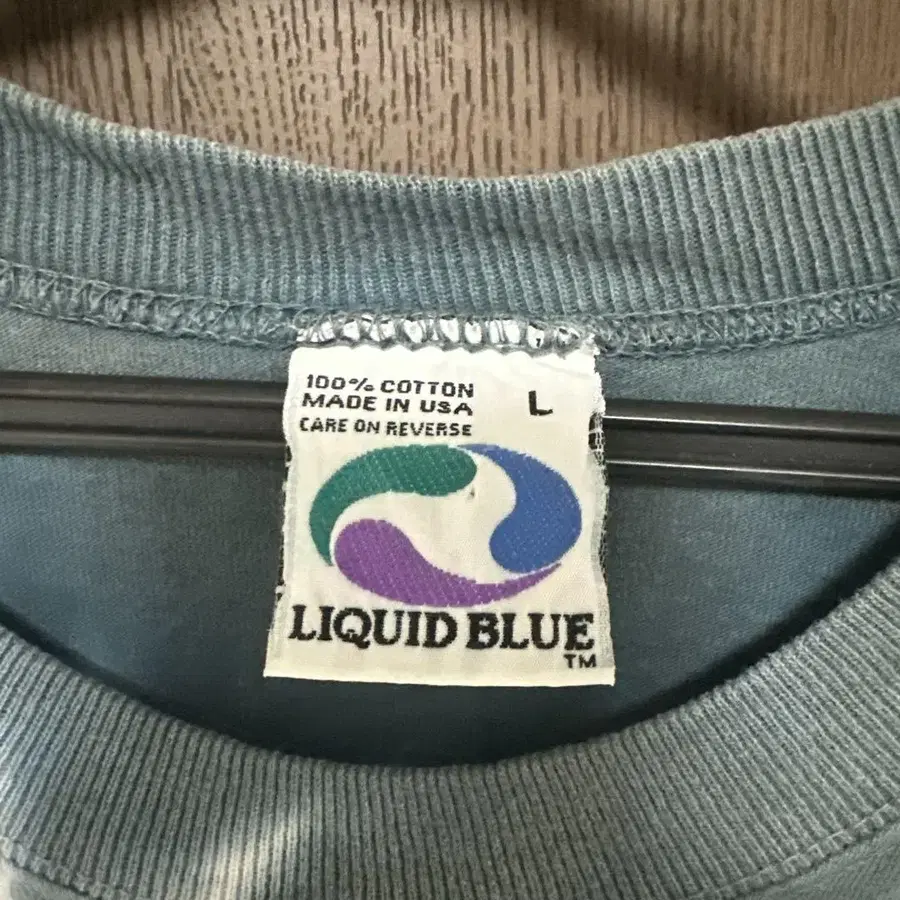 100% COTTON
MADE IN USA
CARE ON REVERSE
L
LIQUID BLUE
TM